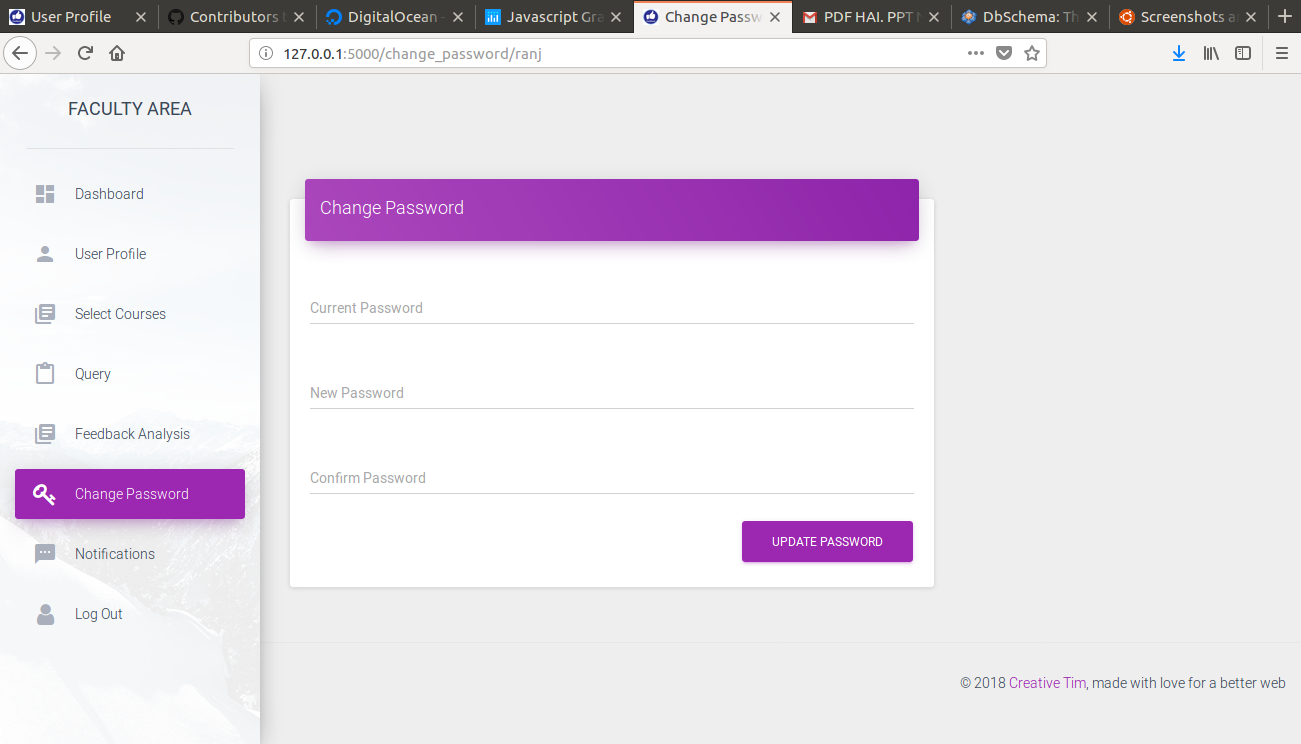 User Profile
Contributors
DigitalOcean
Javascript Gra
Change Passw
PDF HAI. PPT
DbSchema: Th
Screenshots a
127.0.0.1:5000/change_password/ranj
FACULTY AREA
Dashboard
User Profile
Select Courses
Query
Feedback Analysis
Change Password
Notifications
Log Out
Change Password
Current Password
New Password
Confirm Password
UPDATE PASSWORD
© 2018 Creative Tim, made with love for a better web